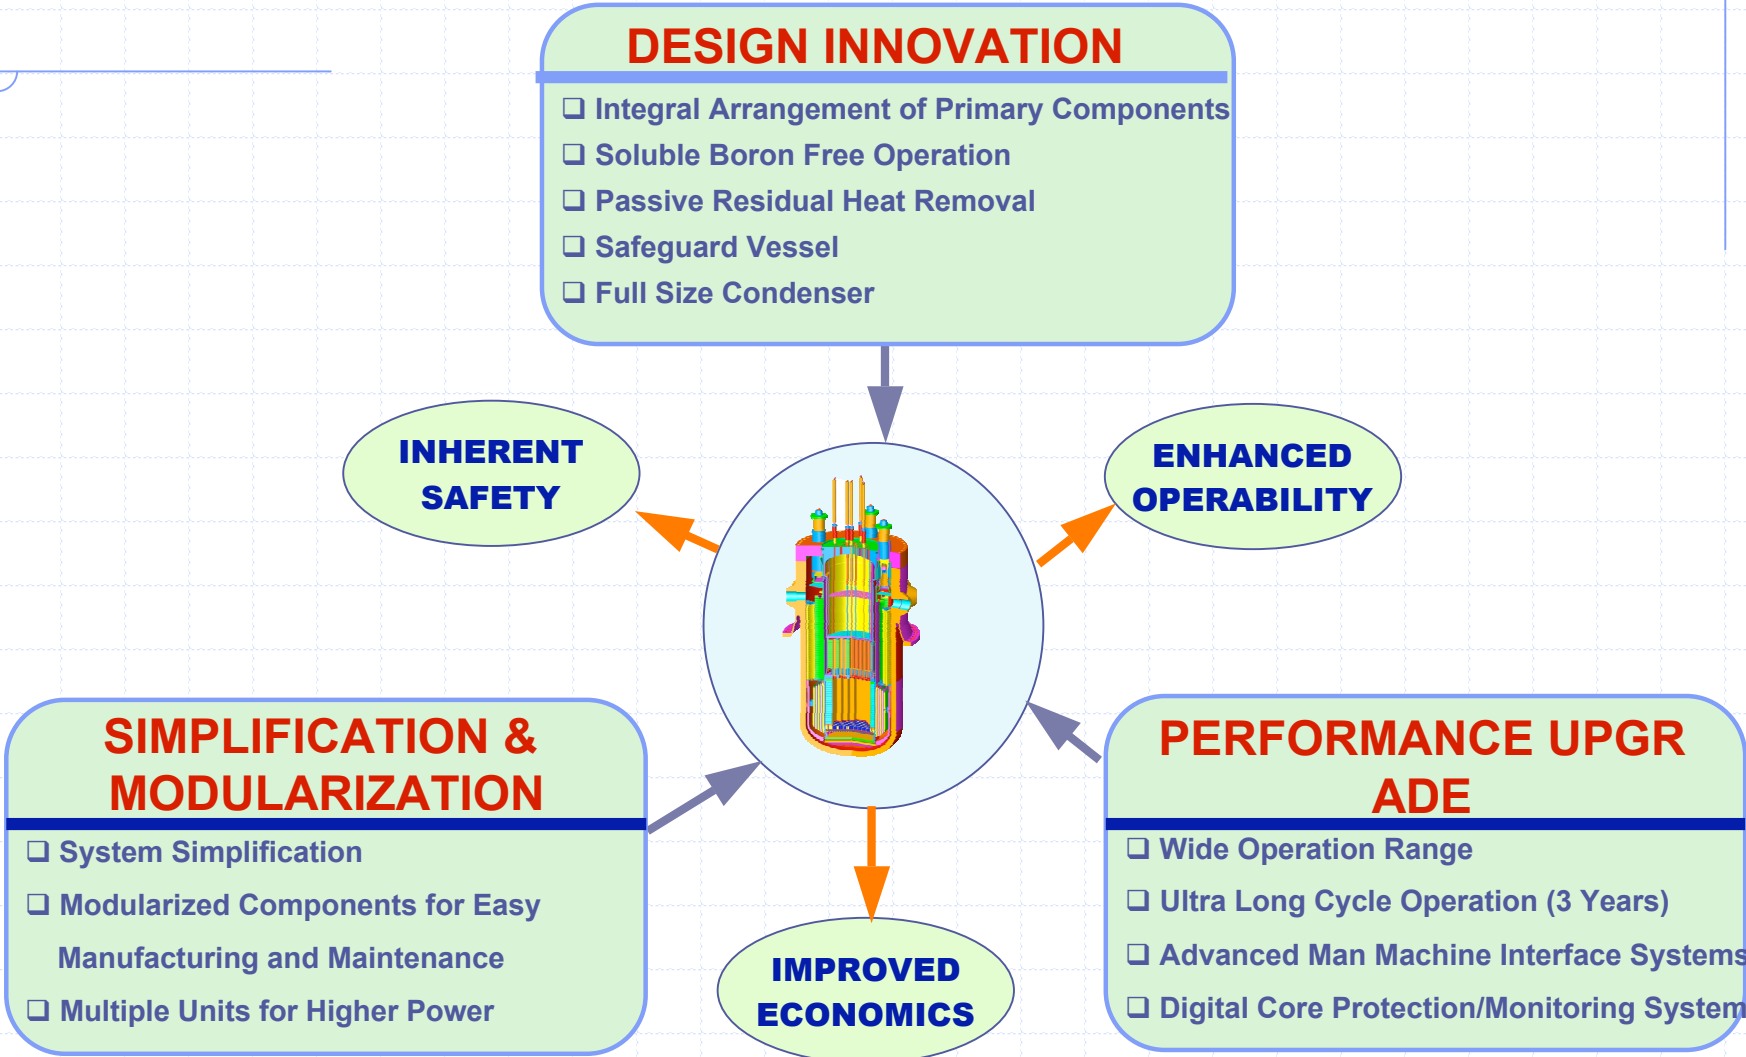 DESIGN INNOVATION
❑ Integral Arrangement of Primary Components
❑ Soluble Boron Free Operation
❑ Passive Residual Heat Removal
❑ Safeguard Vessel
❑ Full Size Condenser
INHERENT
SAFETY
ENHANCED
OPERABILITY
SIMPLIFICATION &
MODULARIZATION
❑ System Simplification
❑ Modularized Components for Easy
Manufacturing and Maintenance
❑ Multiple Units for Higher Power
IMPROVED
ECONOMICS
PERFORMANCE UPGR
ADE
❑ Wide Operation Range
❑ Ultra Long Cycle Operation (3 Years)
❑ Advanced Man Machine Interface Systems
❑ Digital Core Protection/Monitoring System